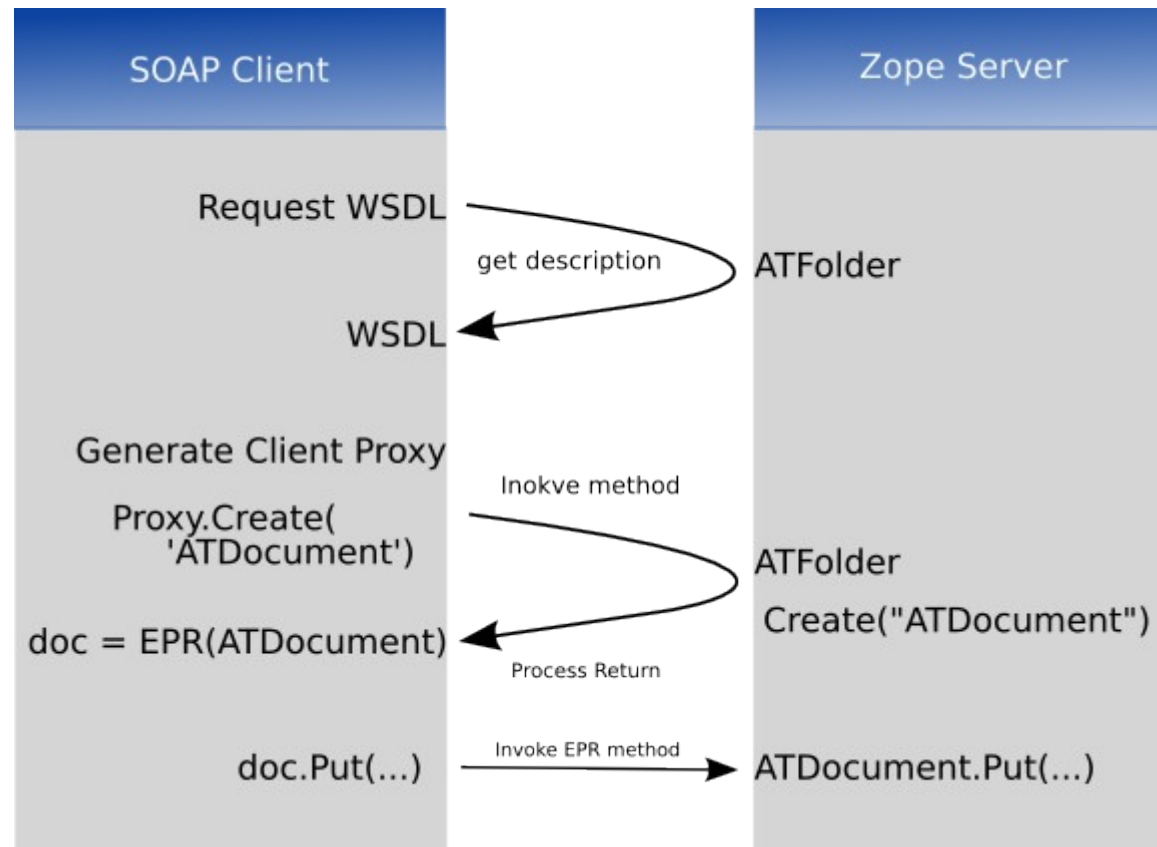 SOAP Client
Zope Server
Request WSDL
get description
ATFolder
WSDL
Generate Client Proxy
Inokve method
Proxy.Create(
'ATDocument')
ATFolder
Create("ATDocument")
doc = EPR(ATDocument)
Process Return
doc.Put(...)
Invoke EPR method
ATDocument.Put(...)